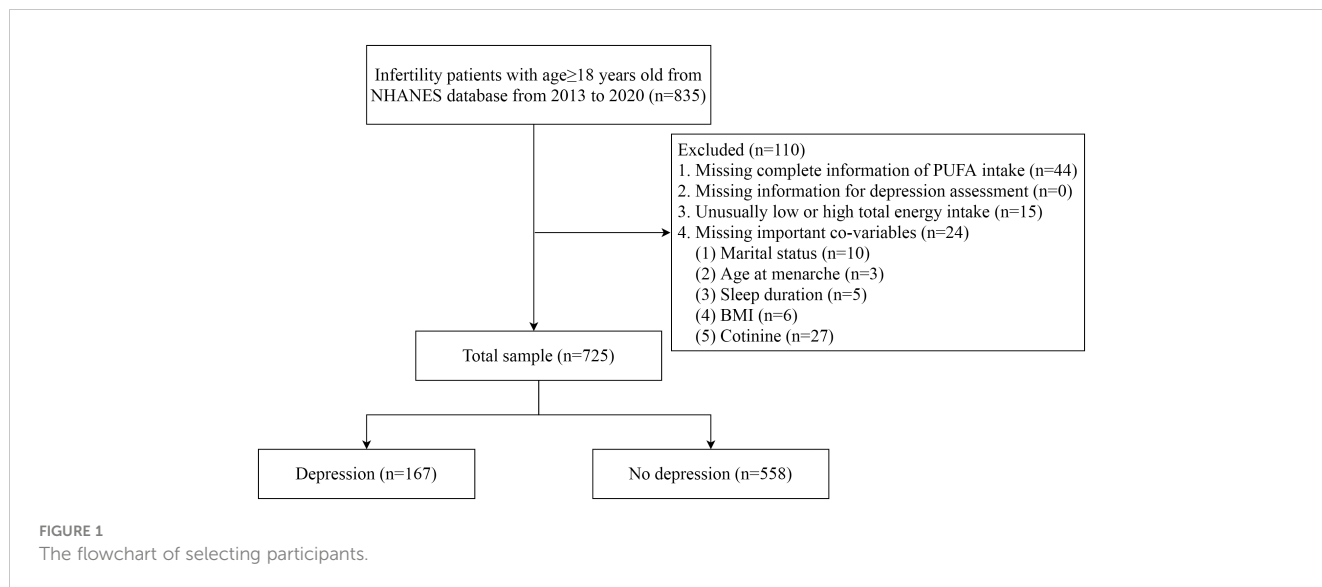 Infertility patients with age≥18 years old from
NHANES database from 2013 to 2020 (n=835)
Excluded (n=110)
1. Missing complete information of PUFA intake (n=44)
2. Missing information for depression assessment (n=0)
3. Unusually low or high total energy intake (n=15)
4. Missing important co-variables (n=24)
(1) Marital status (n=10)
(2) Age at menarche (n=3)
(3) Sleep duration (n=5)
(4) BMI (n=6)
(5) Cotinine (n=27)
Total sample (n=725)
Depression (n=167)
No depression (n=558)
FIGURE 1
The flowchart of selecting participants.